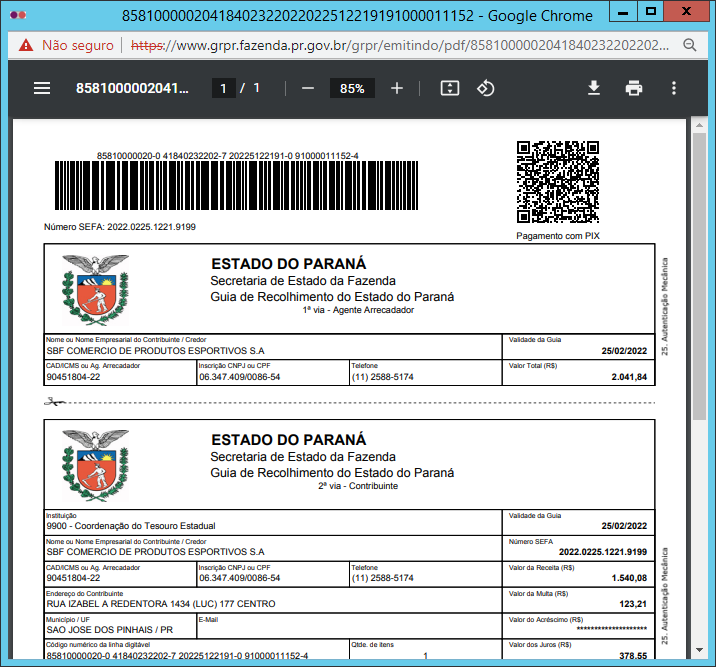 85810000020418402322022022512219191000011152 - Google Chrome
Não seguro https://www.grpr.fazenda.pr.gov.br/grpr/emitindo/pdf/85810000020418402322022022...
8581000002041... 1 / 1 85%
85810000020-0 41840232202-7 20225122191-0 91000011152-4
Número SEFA: 2022.0225.1221.9199
Pagamento com PIX
ESTADO DO PARANÁ
Secretaria de Estado da Fazenda
Guia de Recolhimento do Estado do Paraná
1ª via - Agente Arrecadador
25. Autenticação Mecânica
Nome ou Nome Empresarial do Contribuinte / Credor
SBF COMERCIO DE PRODUTOS ESPORTIVOS S.A
Validade da Guia
25/02/2022
CAD/ICMS ou Ag. Arrecadador
90451804-22
Inscrição CNPJ ou CPF
06.347.409/0086-54
Telefone
(11) 2588-5174
Valor Total (R$)
2.041,84
ESTADO DO PARANÁ
Secretaria de Estado da Fazenda
Guia de Recolhimento do Estado do Paraná
2ª via - Contribuinte
Instituição
9900 - Coordenação do Tesouro Estadual
Validade da Guia
25/02/2022
Nome ou Nome Empresarial do Contribuinte / Credor
SBF COMERCIO DE PRODUTOS ESPORTIVOS S.A
Número SEFA
2022.0225.1221.9199
CAD/ICMS ou Ag. Arrecadador
90451804-22
Inscrição CNPJ ou CPF
06.347.409/0086-54
Telefone
(11) 2588-5174
Valor da Receita (R$)
1.540,08
Endereço do Contribuinte
RUA IZABEL A REDENTORA 1434 (LUC) 177 CENTRO
Valor da Multa (R$)
123,21
Município / UF
SAO JOSE DOS PINHAIS / PR
E-Mail
Valor do Acréscimo (R$)
********************
25. Autenticação Mecânica
Código numérico da linha digitável
85810000020-0 41840232202-7 20225122191-0 91000011152-4
Qtde. de itens
1
Valor dos Juros (R$)
378,55